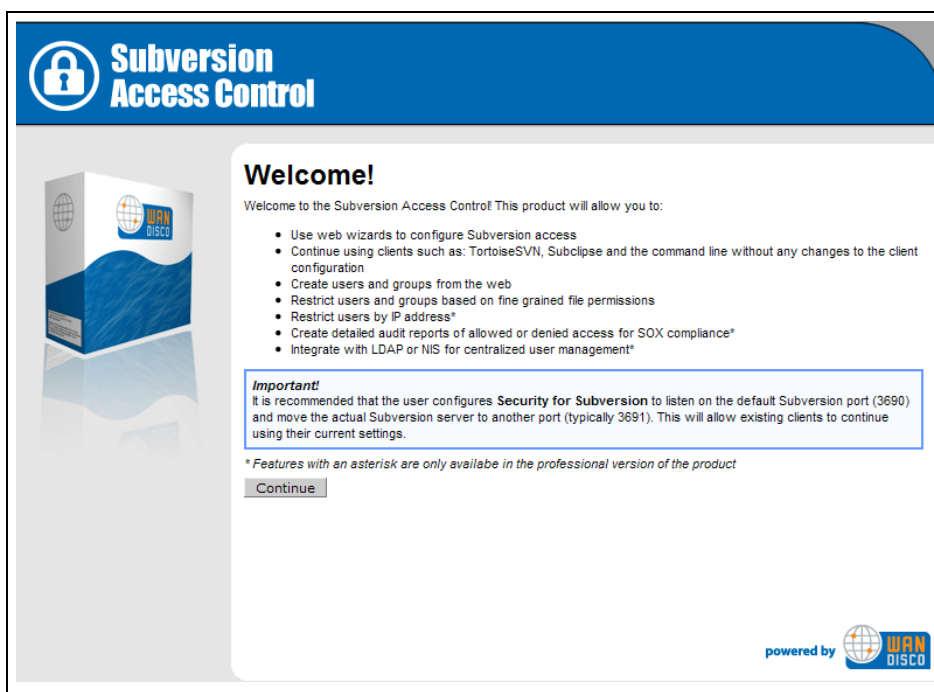 Subversion
Access Control
WAN
DISCO
Welcome!
Welcome to the Subversion Access Control! This product will allow you to:
• Use web wizards to configure Subversion access
• Continue using clients such as: TortoiseSVN, Subclipse and the command line without any changes to the client
configuration
• Create users and groups from the web
• Restrict users and groups based on fine grained file permissions
• Restrict users by IP address*
• Create detailed audit reports of allowed or denied access for SOX compliance*
• Integrate with LDAP or NIS for centralized user management*
Important!
It is recommended that the user configures Security for Subversion to listen on the default Subversion port (3690)
and move the actual Subversion server to another port (typically 3691). This will allow existing clients to continue
using their current settings.
* Features with an asterisk are only availabe in the professional version of the product
Continue
powered by WAN
DISCO